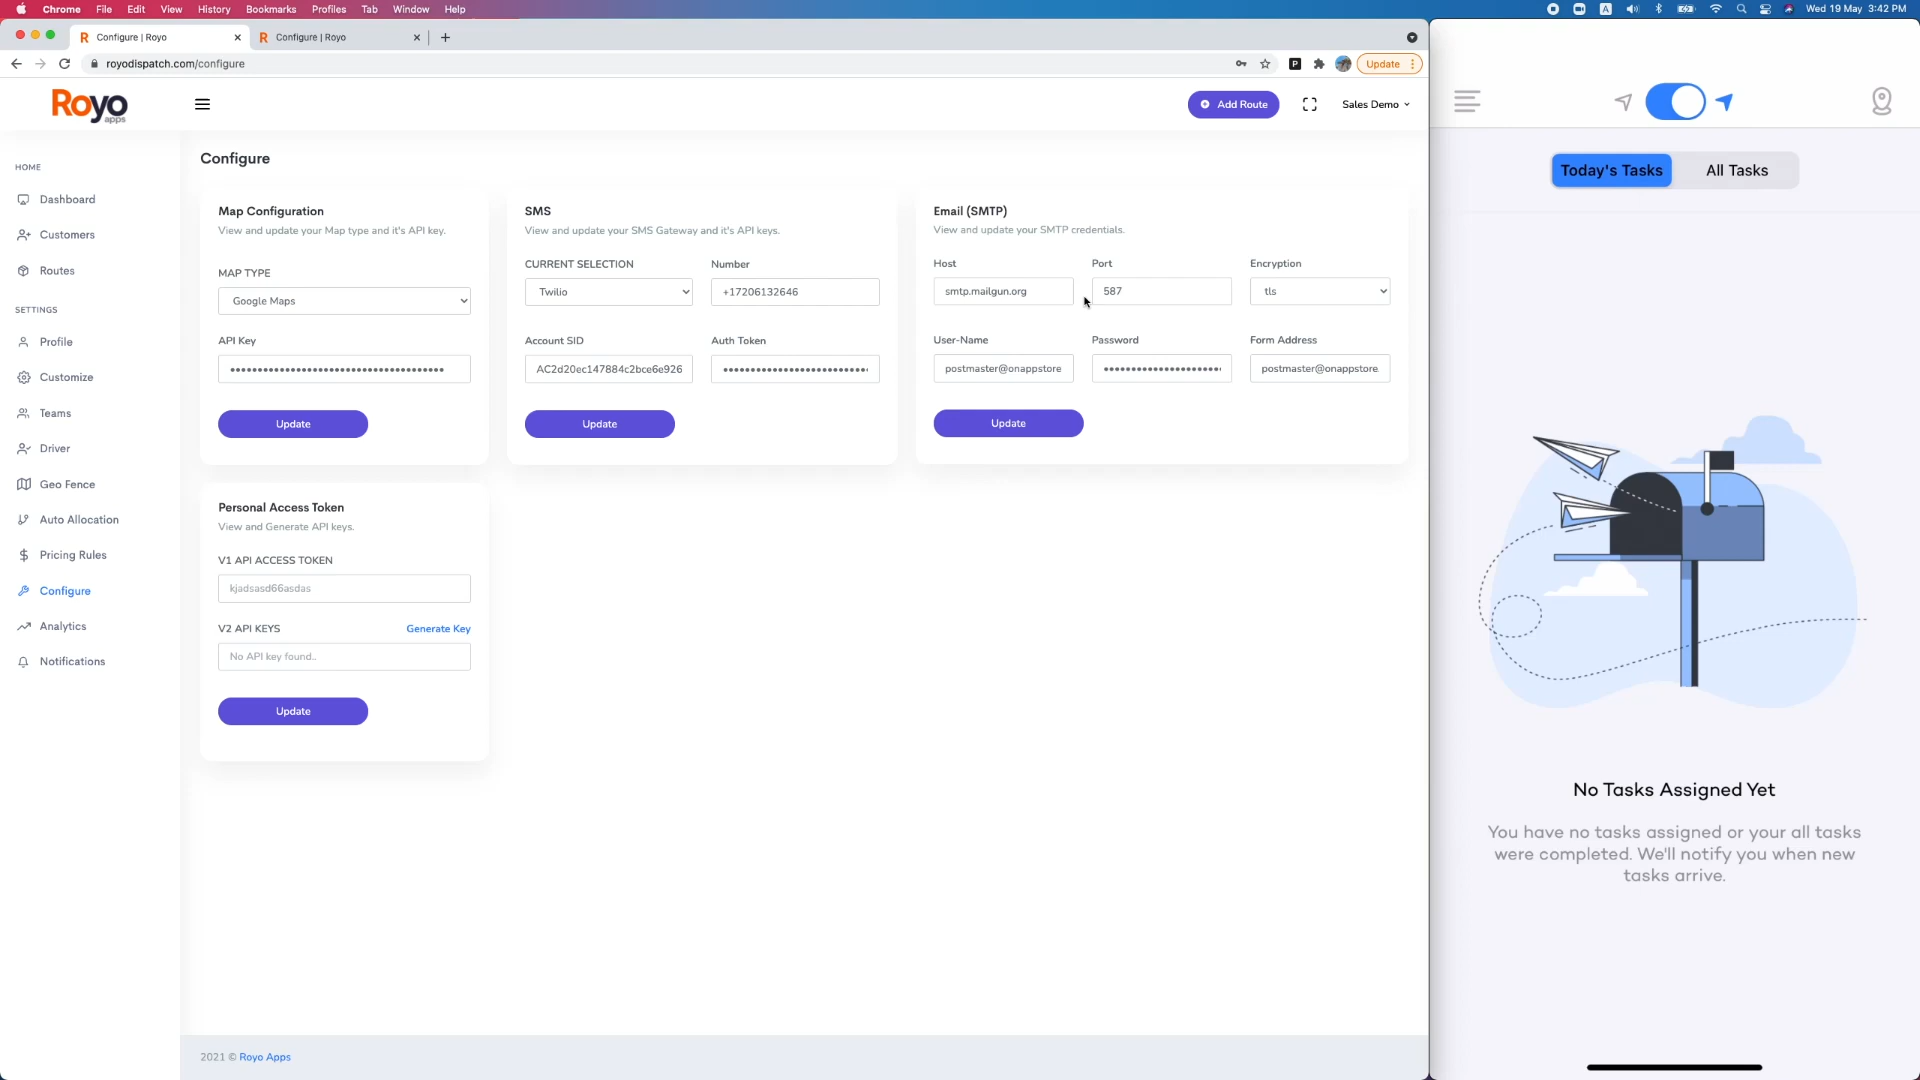 Chrome File Edit View History Bookmarks Profiles Tab Window Help
A
Wed 19 May 3:42 PM
R Configure | Royo
R Configure | Royo
royodispatch.com/configure
P
Update
Royo
apps
Add Route
Sales Demo
HOME
Dashboard
Customers
Routes
SETTINGS
Profile
Customize
Teams
Driver
Geo Fence
Auto Allocation
Pricing Rules
Configure
Analytics
Notifications
Configure
Map Configuration
View and update your Map type and it's API key.
MAP TYPE
Google Maps
API Key
Update
SMS
View and update your SMS Gateway and it's API keys.
CURRENT SELECTION
Number
Twilio
+17206132646
Account SID
Auth Token
AC2d20ec147884c2bce6e926
Update
Email (SMTP)
View and update your SMTP credentials.
Host
Port
Encryption
smtp.mailgun.org
587
tls
User-Name
Password
Form Address
postmaster@onappstore
postmaster@onappstore.
Update
Personal Access Token
View and Generate API keys.
V1 API ACCESS TOKEN
kjadsasd66asdas
V2 API KEYS
Generate Key
No API key found..
Update
2021 © Royo Apps
Today's Tasks
All Tasks
No Tasks Assigned Yet
You have no tasks assigned or your all tasks
were completed. We'll notify you when new
tasks arrive.